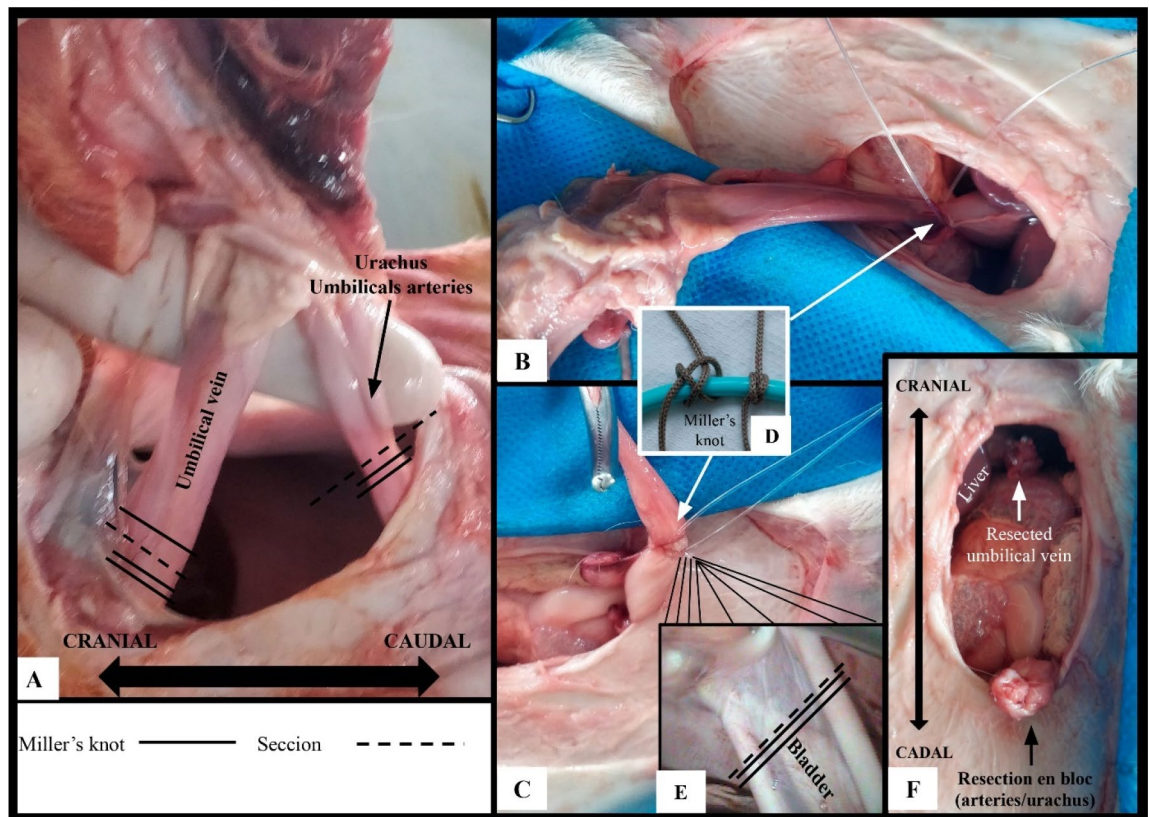 Urachus
Umbilicals arteries
Umbilical vein
CRANIAL
CAUDAL
A
Miller's knot
Seccion
B
Miller's
knot
D
C
Bladder
E
CRANIAL
Liver
Resected
umbilical vein
CADAL
Resection en bloc
(arteries/urachus)
F